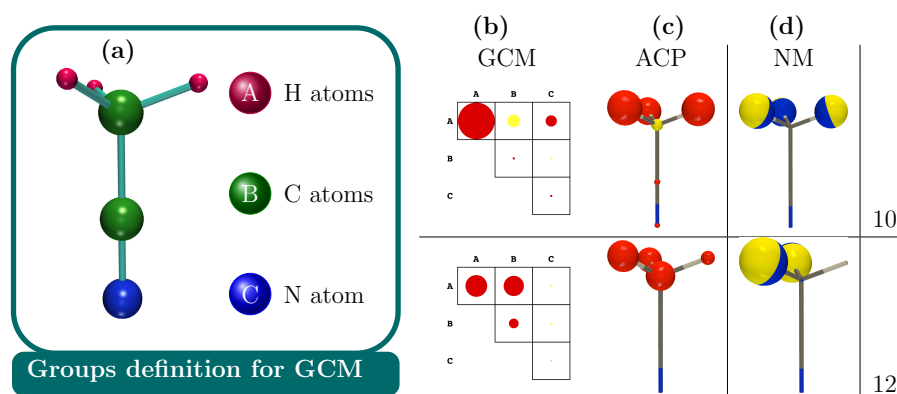 (a)
A H atoms
B C atoms
C N atom
Groups definition for GCM
(b) (c) (d)
GCM ACP NM
A B C
A
B
C
10
A B C
A
B
C
12